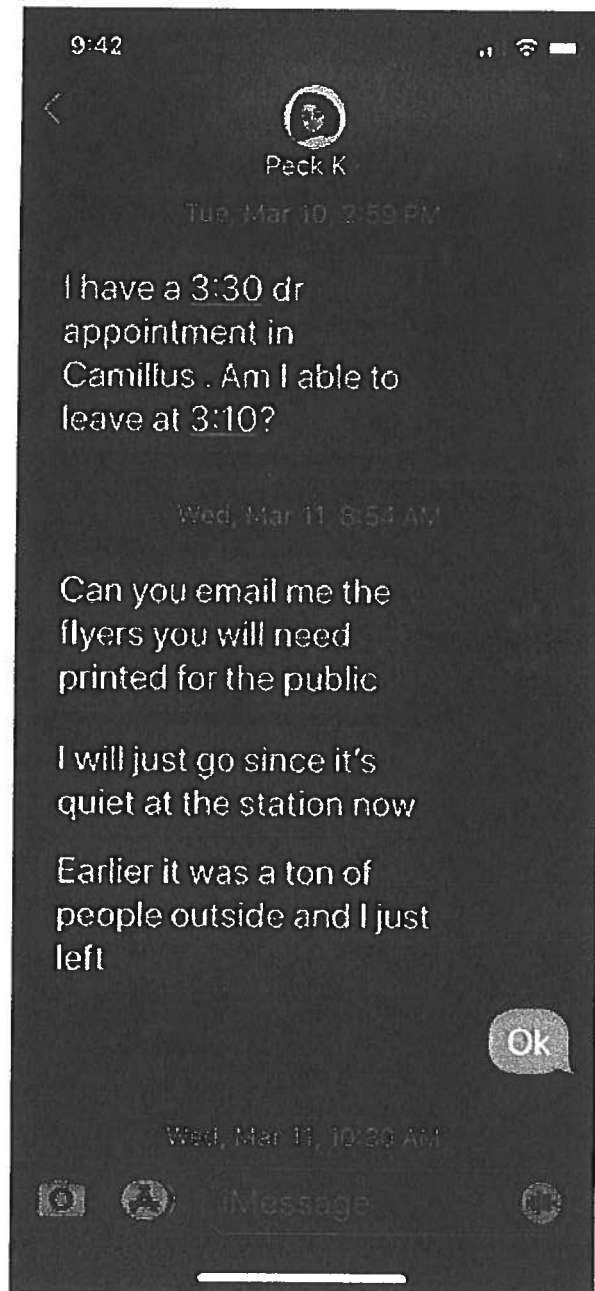 9:42
Peck K
Tue, Mar 10, 2:59 PM
I have a 3:30 dr
appointment in
Camillus . Am I able to
leave at 3:10?
Wed, Mar 11, 8:54 AM
Can you email me the
flyers you will need
printed for the public
I will just go since it's
quiet at the station now
Earlier it was a ton of
people outside and I just
left
Ok
Wed, Mar 11, 10:39 AM
iMessage